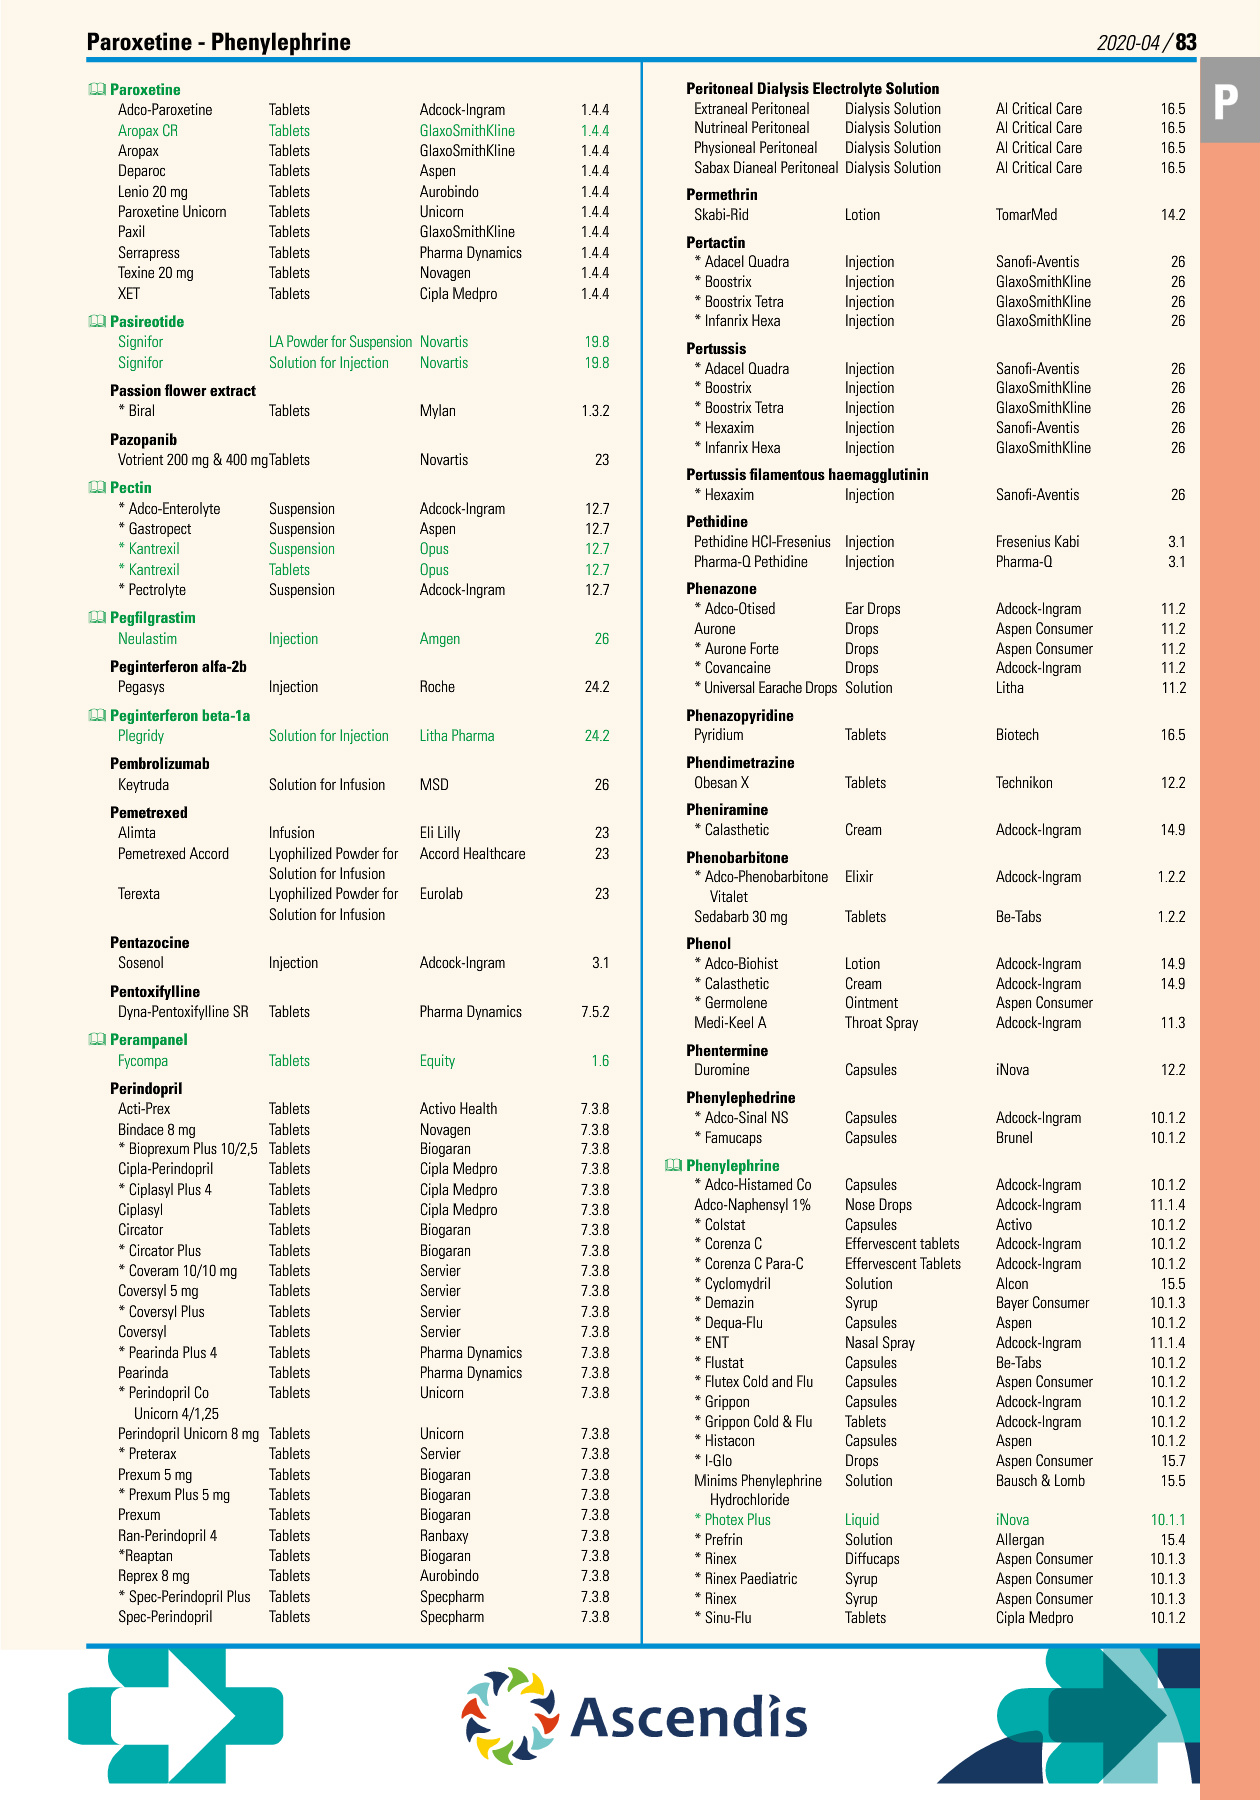 Paroxetine - Phenylephrine
2020-04 / 83
P
Paroxetine
Adco-Paroxetine Tablets Adcock-Ingram 1.4.4
Aropax CR Tablets GlaxoSmithKline 1.4.4
Aropax Tablets GlaxoSmithKline 1.4.4
Deparoc Tablets Aspen 1.4.4
Lenio 20 mg Tablets Aurobindo 1.4.4
Paroxetine Unicorn Tablets Unicorn 1.4.4
Paxil Tablets GlaxoSmithKline 1.4.4
Serrapress Tablets Pharma Dynamics 1.4.4
Texine 20 mg Tablets Novagen 1.4.4
XET Tablets Cipla Medpro 1.4.4
Pasireotide
Signifor LA Powder for Suspension Novartis 19.8
Signifor Solution for Injection Novartis 19.8
Passion flower extract
* Biral Tablets Mylan 1.3.2
Pazopanib
Votrient 200 mg & 400 mg Tablets Novartis 23
Pectin
* Adco-Enterolyte Suspension Adcock-Ingram 12.7
* Gastropect Suspension Aspen 12.7
* Kantrexil Suspension Opus 12.7
* Kantrexil Tablets Opus 12.7
* Pectrolyte Suspension Adcock-Ingram 12.7
Pegfilgrastim
Neulastim Injection Amgen 26
Peginterferon alfa-2b
Pegasys Injection Roche 24.2
Peginterferon beta-1a
Plegridy Solution for Injection Litha Pharma 24.2
Pembrolizumab
Keytruda Solution for Infusion MSD 26
Pemetrexed
Alimta Infusion Eli Lilly 23
Pemetrexed Accord Lyophilized Powder for Accord Healthcare 23
Solution for Infusion
Terexta Lyophilized Powder for Eurolab 23
Solution for Infusion
Pentazocine
Sosenol Injection Adcock-Ingram 3.1
Pentoxifylline
Dyna-Pentoxifylline SR Tablets Pharma Dynamics 7.5.2
Perampanel
Fycompa Tablets Equity 1.6
Perindopril
Acti-Prex Tablets Activo Health 7.3.8
Bindace 8 mg Tablets Novagen 7.3.8
* Bioprexum Plus 10/2,5 Tablets Biogaran 7.3.8
Cipla-Perindopril Tablets Cipla Medpro 7.3.8
* Ciplasyl Plus 4 Tablets Cipla Medpro 7.3.8
Ciplasyl Tablets Cipla Medpro 7.3.8
Circator Tablets Biogaran 7.3.8
* Circator Plus Tablets Biogaran 7.3.8
* Coveram 10/10 mg Tablets Servier 7.3.8
Coversyl 5 mg Tablets Servier 7.3.8
* Coversyl Plus Tablets Servier 7.3.8
Coversyl Tablets Servier 7.3.8
* Pearinda Plus 4 Tablets Pharma Dynamics 7.3.8
Pearinda Tablets Pharma Dynamics 7.3.8
* Perindopril Co Tablets Unicorn 7.3.8
Unicorn 4/1,25
Perindopril Unicorn 8 mg Tablets Unicorn 7.3.8
* Preterax Tablets Servier 7.3.8
Prexum 5 mg Tablets Biogaran 7.3.8
* Prexum Plus 5 mg Tablets Biogaran 7.3.8
Prexum Tablets Biogaran 7.3.8
Ran-Perindopril 4 Tablets Ranbaxy 7.3.8
*Reaptan Tablets Biogaran 7.3.8
Reprex 8 mg Tablets Aurobindo 7.3.8
* Spec-Perindopril Plus Tablets Specpharm 7.3.8
Spec-Perindopril Tablets Specpharm 7.3.8
Peritoneal Dialysis Electrolyte Solution
Extraneal Peritoneal Dialysis Solution AI Critical Care 16.5
Nutrineal Peritoneal Dialysis Solution AI Critical Care 16.5
Physioneal Peritoneal Dialysis Solution AI Critical Care 16.5
Sabax Dianeal Peritoneal Dialysis Solution AI Critical Care 16.5
Permethrin
Skabi-Rid Lotion TomarMed 14.2
Pertactin
* Adacel Quadra Injection Sanofi-Aventis 26
* Boostrix Injection GlaxoSmithKline 26
* Boostrix Tetra Injection GlaxoSmithKline 26
* Infanrix Hexa Injection GlaxoSmithKline 26
Pertussis
* Adacel Quadra Injection Sanofi-Aventis 26
* Boostrix Injection GlaxoSmithKline 26
* Boostrix Tetra Injection GlaxoSmithKline 26
* Hexaxim Injection Sanofi-Aventis 26
* Infanrix Hexa Injection GlaxoSmithKline 26
Pertussis filamentous haemagglutinin
* Hexaxim Injection Sanofi-Aventis 26
Pethidine
Pethidine HCl-Fresenius Injection Fresenius Kabi 3.1
Pharma-Q Pethidine Injection Pharma-Q 3.1
Phenazone
* Adco-Otised Ear Drops Adcock-Ingram 11.2
Aurone Drops Aspen Consumer 11.2
* Aurone Forte Drops Aspen Consumer 11.2
* Covancaine Drops Adcock-Ingram 11.2
* Universal Earache Drops Solution Litha 11.2
Phenazopyridine
Pyridium Tablets Biotech 16.5
Phendimetrazine
Obesan X Tablets Technikon 12.2
Pheniramine
* Calasthetic Cream Adcock-Ingram 14.9
Phenobarbitone
* Adco-Phenobarbitone Elixir Adcock-Ingram 1.2.2
Vitalet
Sedabarb 30 mg Tablets Be-Tabs 1.2.2
Phenol
* Adco-Biohist Lotion Adcock-Ingram 14.9
* Calasthetic Cream Adcock-Ingram 14.9
* Germolene Ointment Aspen Consumer
Medi-Keel A Throat Spray Adcock-Ingram 11.3
Phentermine
Duromine Capsules iNova 12.2
Phenylephedrine
* Adco-Sinal NS Capsules Adcock-Ingram 10.1.2
* Famucaps Capsules Brunel 10.1.2
Phenylephrine
* Adco-Histamed Co Capsules Adcock-Ingram 10.1.2
Adco-Naphensyl 1% Nose Drops Adcock-Ingram 11.1.4
* Colstat Capsules Activo 10.1.2
* Corenza C Effervescent tablets Adcock-Ingram 10.1.2
* Corenza C Para-C Effervescent Tablets Adcock-Ingram 10.1.2
* Cyclomydril Solution Alcon 15.5
* Demazin Syrup Bayer Consumer 10.1.3
* Dequa-Flu Capsules Aspen 10.1.2
* ENT Nasal Spray Adcock-Ingram 11.1.4
* Flustat Capsules Be-Tabs 10.1.2
* Flutex Cold and Flu Capsules Aspen Consumer 10.1.2
* Grippon Capsules Adcock-Ingram 10.1.2
* Grippon Cold & Flu Tablets Adcock-Ingram 10.1.2
* Histacon Capsules Aspen 10.1.2
* I-Glo Drops Aspen Consumer 15.7
Minims Phenylephrine Solution Bausch & Lomb 15.5
Hydrochloride
* Photex Plus Liquid iNova 10.1.1
* Prefrin Solution Allergan 15.4
* Rinex Diffucaps Aspen Consumer 10.1.3
* Rinex Paediatric Syrup Aspen Consumer 10.1.3
* Rinex Syrup Aspen Consumer 10.1.3
* Sinu-Flu Tablets Cipla Medpro 10.1.2
Ascendis